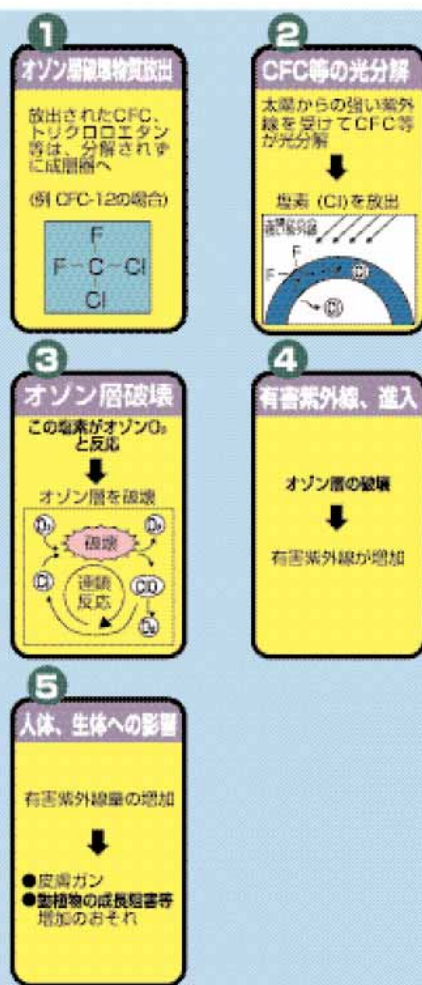 1
オゾン層破壊物質放出
放出されたCFC、
トリクロロエタン
等は、分解されず
に成層圏へ
(例 CFC-12の場合)
F
F-C-Cl
Cl
2
CFC等の光分解
太陽からの強い紫外
線を受けてCFC等
が光分解
塩素 (Cl)を放出
強い紫外線
F
F
Cl
Cl
3
オゾン層破壊
この塩素がオゾンO₃
と反応
オゾン層を破壊
O₃
破壊
Cl
連鎖
反応
ClO
O₂
4
有害紫外線、進入
オゾン層の破壊
有害紫外線が増加
5
人体、生体への影響
有害紫外線量の増加
●皮膚ガン
●動植物の成長阻害等
増加のおそれ